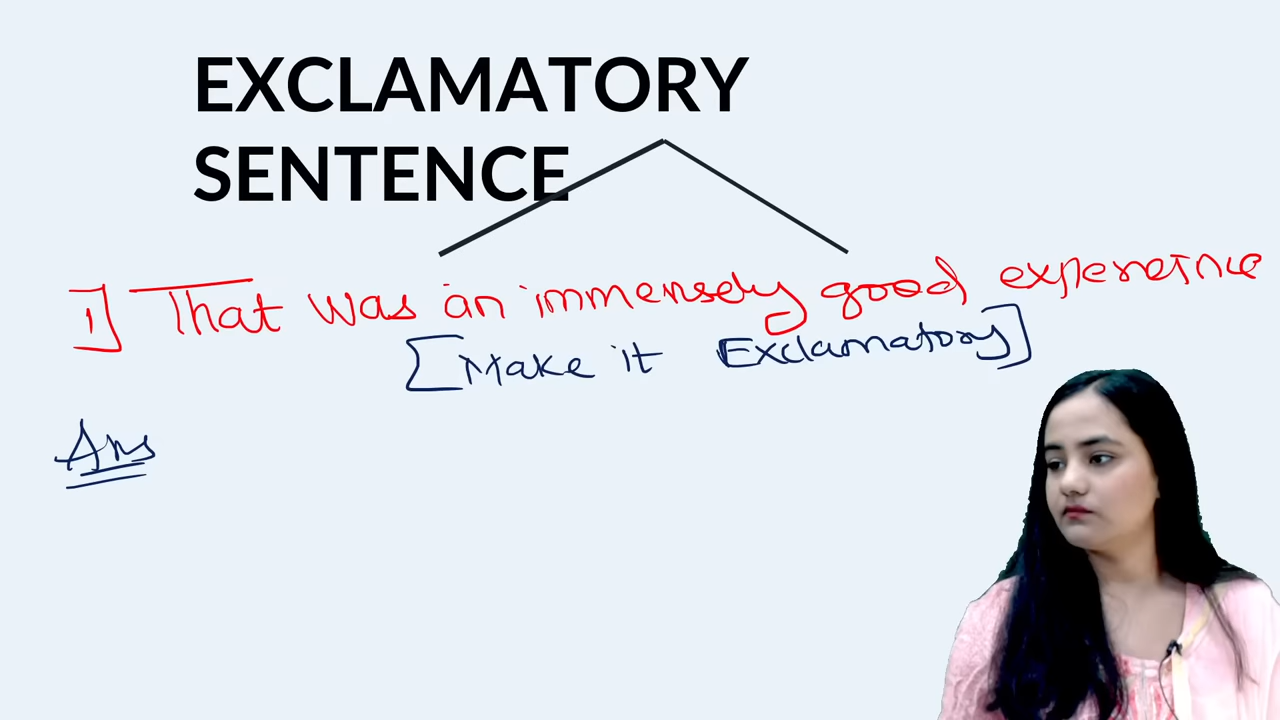 EXCLAMATORY
SENTENCE
1] That was an immensely good experience
[Make it Exclamatory]
Ans